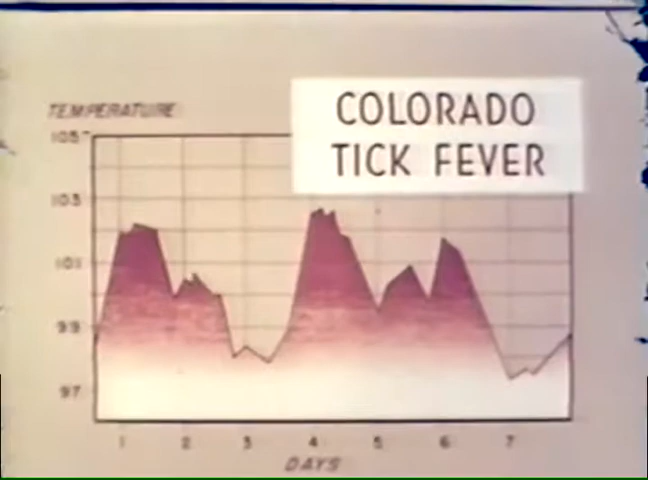 COLORADO
TICK FEVER
TEMPERATURE
105
103
101
99
97
1 2 3 4 5 6 7
DAYS